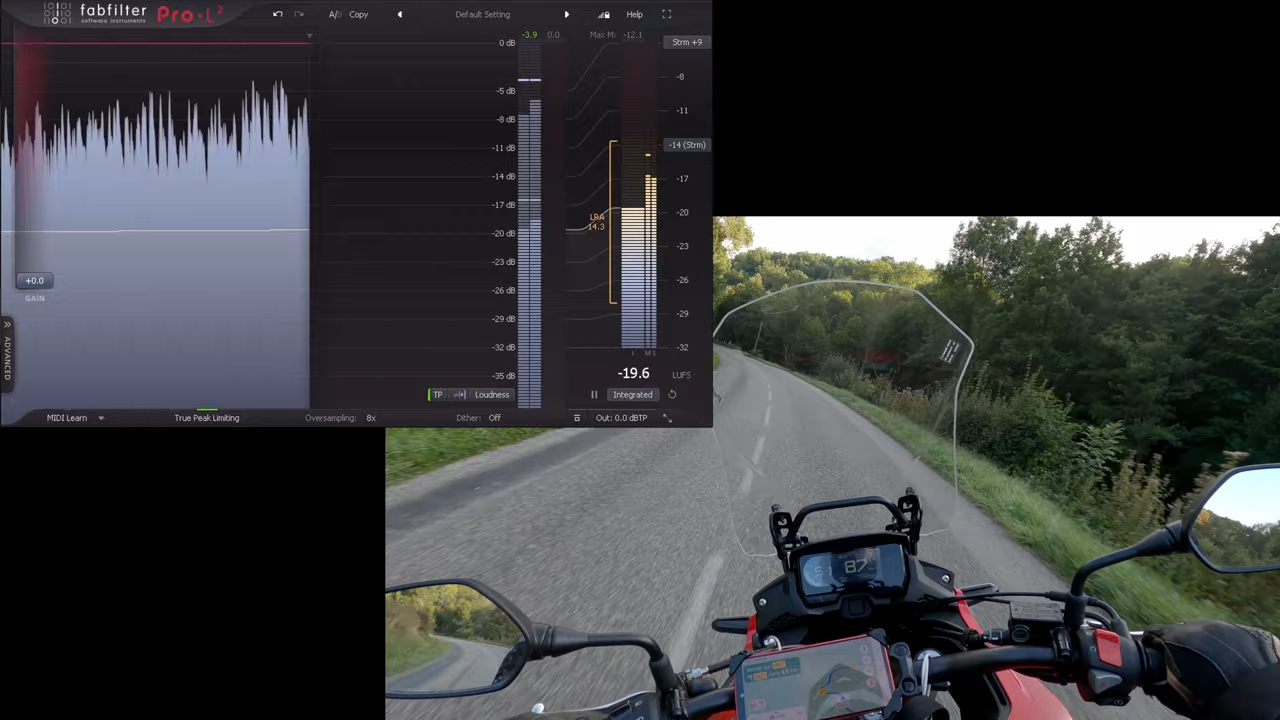 fabfilter
software instruments
Pro·L 2
A/B Copy
Default Setting
Help
-3.9 0.0
Max M: -12.1
Strm +9
0 dB
-5 dB
-8 dB
-11 dB
-14 dB
-17 dB
-20 dB
-23 dB
-26 dB
-29 dB
-32 dB
-35 dB
-8
-11
-14 (Strm)
-17
-20
-23
-26
-29
-32
LRA
14.3
+0.0
GAIN
ADVANCED
I M S
-19.6 LUFS
TP
Loudness
Integrated
MIDI Learn
True Peak Limiting
Oversampling: 8x
Dither: Off
Out: 0.0 dBTP
87